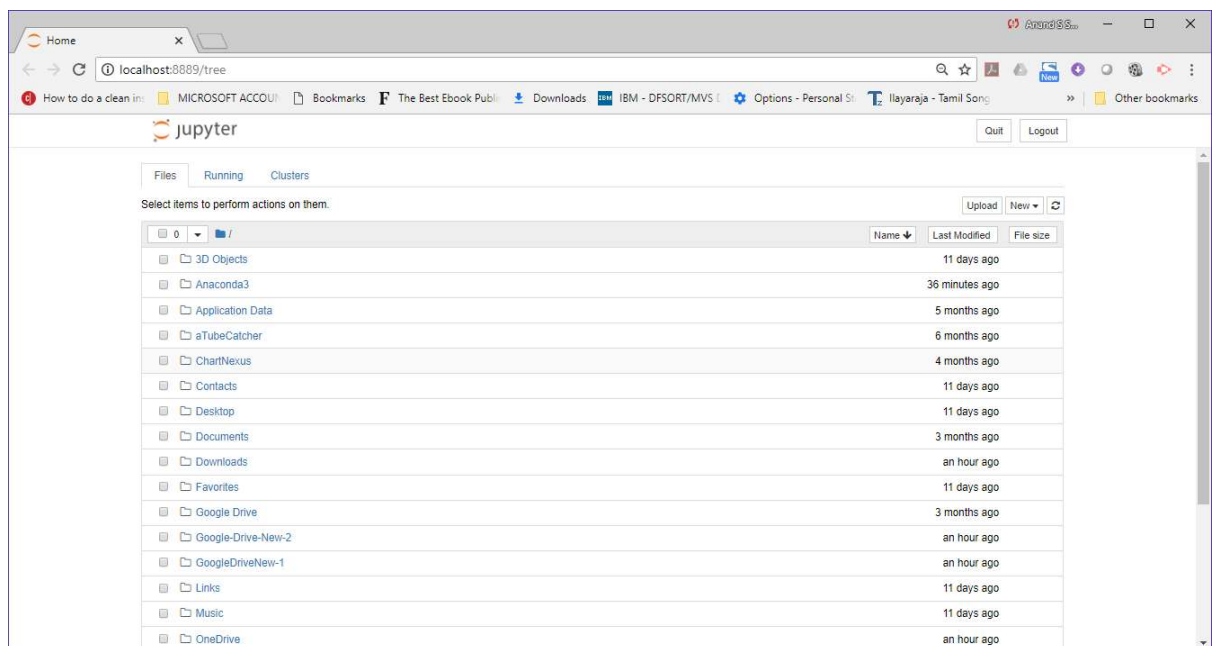 Anand S S...
Home
localhost:8889/tree
New
How to do a clean in MICROSOFT ACCOU Bookmarks F The Best Ebook Publ Downloads IBM IBM - DFSORT/MVS Options - Personal St Ilayaraja - Tamil Song » Other bookmarks
jupyter Quit Logout
Files Running Clusters
Select items to perform actions on them. Upload New
0 / Name Last Modified File size
3D Objects 11 days ago
Anaconda3 36 minutes ago
Application Data 5 months ago
aTubeCatcher 6 months ago
ChartNexus 4 months ago
Contacts 11 days ago
Desktop 11 days ago
Documents 3 months ago
Downloads an hour ago
Favorites 11 days ago
Google Drive 3 months ago
Google-Drive-New-2 an hour ago
GoogleDriveNew-1 an hour ago
Links 11 days ago
Music 11 days ago
OneDrive an hour ago